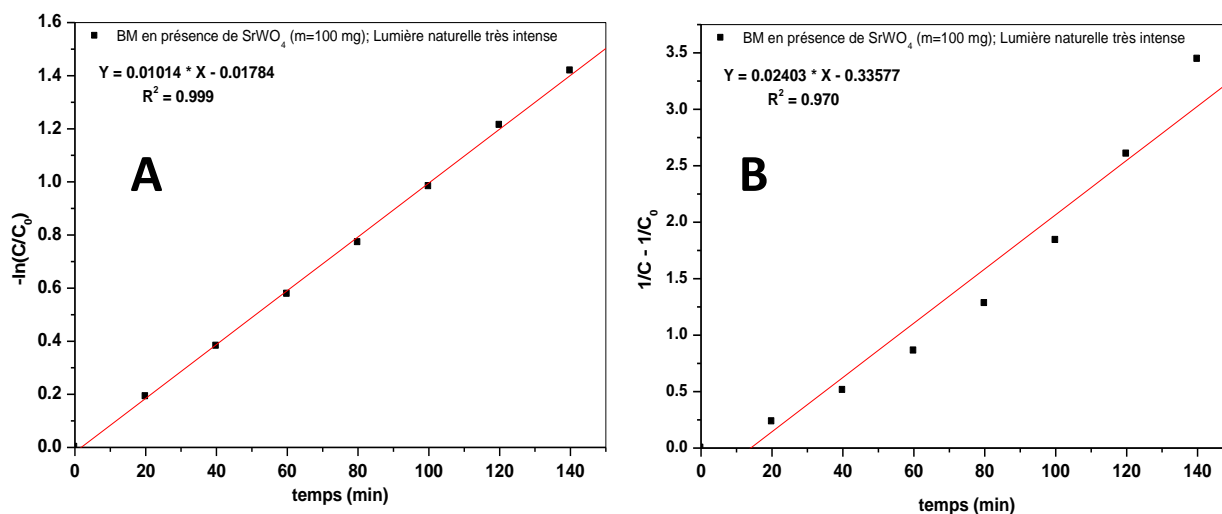 BM en présence de SrWO4 (m=100 mg); Lumière naturelle très intense
Y = 0.01014 * X - 0.01784
R2 = 0.999
A
-ln(C/C0)
1.6
1.4
1.2
1.0
0.8
0.6
0.4
0.2
0.0
0 20 40 60 80 100 120 140
temps (min)
BM en présence de SrWO4 (m=100 mg); Lumière naturelle très intense
Y = 0.02403 * X - 0.33577
R2 = 0.970
B
1/C - 1/C0
3.5
3.0
2.5
2.0
1.5
1.0
0.5
0.0
0 20 40 60 80 100 120 140
temps (min)